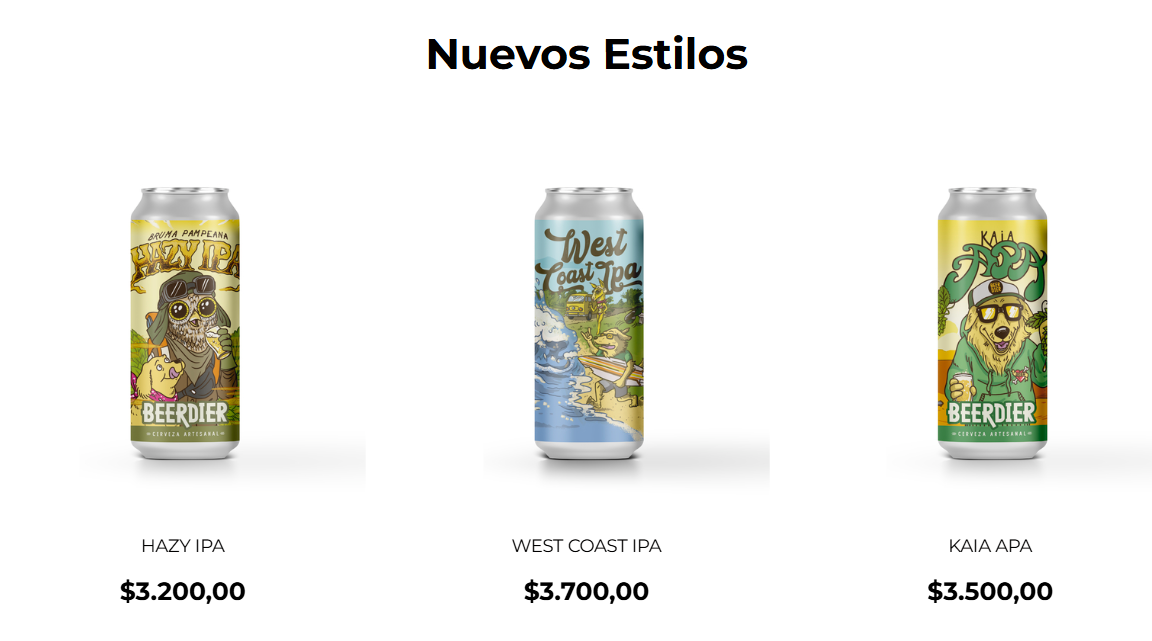 Nuevos Estilos
BRUMA PAMPEANA
HAZY IPA
BEERDIER
CERVEZA ARTESANAL
West
Coast Ipa
KAIA
APA
BEERDIER
CERVEZA ARTESANAL
HAZY IPA
WEST COAST IPA
KAIA APA
$3.200,00
$3.700,00
$3.500,00